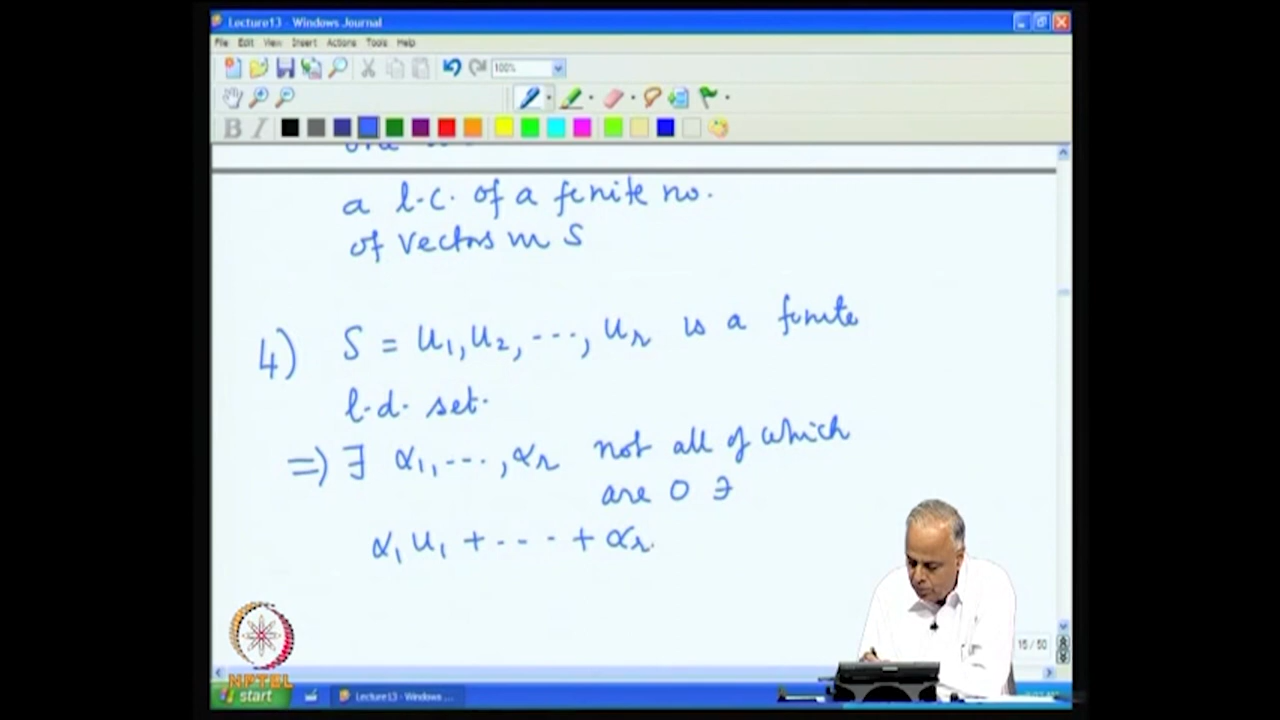 Lecture13 - Windows Journal
File Edit View Insert Actions Tools Help
100%
B I
a l.c. of a finite no.
of vectors in S
4) S = u₁, u₂, ---, uᵣ is a finite
l.d. set.
⇒ ∃ α₁, ---, αᵣ not all of which
are 0 ∋
α₁ u₁ + --- + αᵣ
15 / 50
NPTEL
start Lecture13 - Windows ...